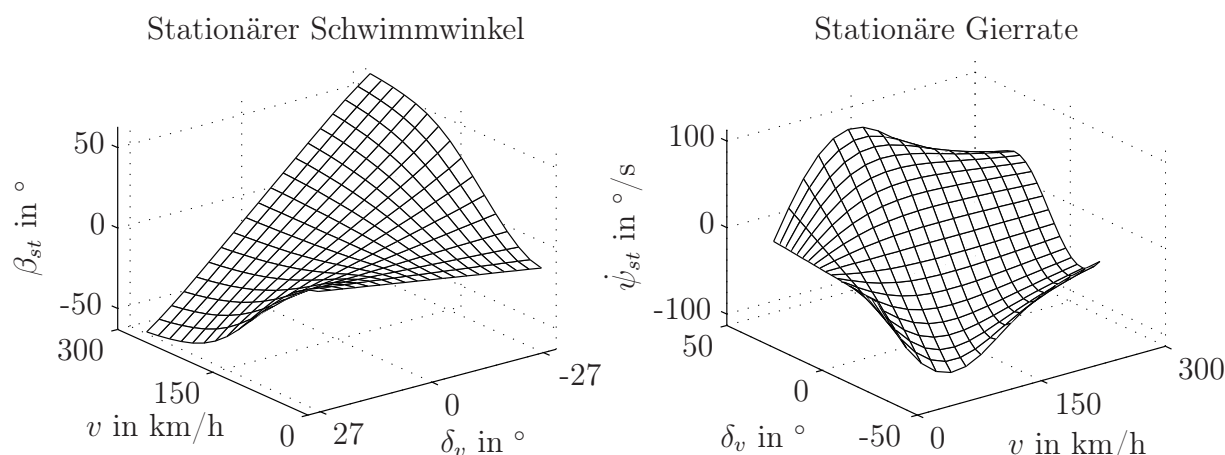 Stationärer Schwimmwinkel
50
0
-50
β_st in °
300
150
0
v in km/h
27
0
-27
δ_v in °
Stationäre Gierrate
100
0
-100
ψ̇_st in °/s
50
0
-50
δ_v in °
0
150
300
v in km/h